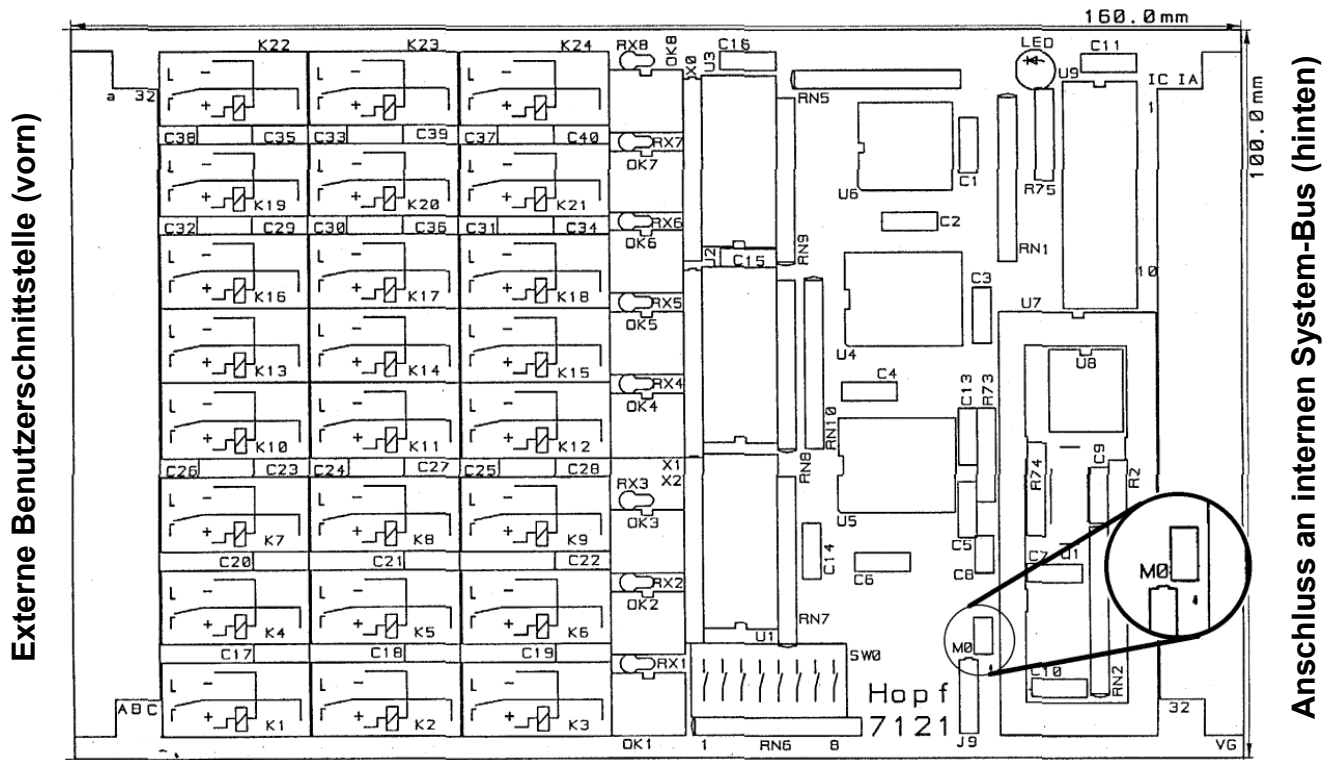 160.0mm
100.0mm
Externe Benutzerschnittstelle (vorn)
Anschluss an internen System-Bus (hinten)
K22 K23 K24 RX8 OK8 C16 LED C11
a 32 L − + L − + L − + X0 U3 RN5 U9 IC IA
1
C38 C35 C33 C39 C37 C40 RX7 OK7 U6 C1 R75
L − + K19 L − + K20 L − + K21
C32 C29 C30 C36 C31 C34 RX6 OK6 U2 C15 RN9 C2 RN1
10
L − + K16 L − + K17 L − + K18 RX5 OK5 C3 U7
L − + K13 L − + K14 L − + K15 RX4 OK4 U4 C4 U8
L − + K10 L − + K11 L − + K12 RN10 C13 R73
C26 C23 C24 C27 C25 C28 X1 X2 RN8 R74 C9 R2
L − + K7 L − + K8 L − + K9 RX3 OK3 U5
C20 C21 C22 C14 C6 C5 C8 C7 U1 M0
L − + K4 L − + K5 L − + K6 RX2 OK2 RN7 U1
C17 C18 C19 RX1 SW0 M0 C10 RN2
L − + K1 L − + K2 L − + K3
A B C
Hopf
7121
32
OK1 1 RN6 8 J9 VG